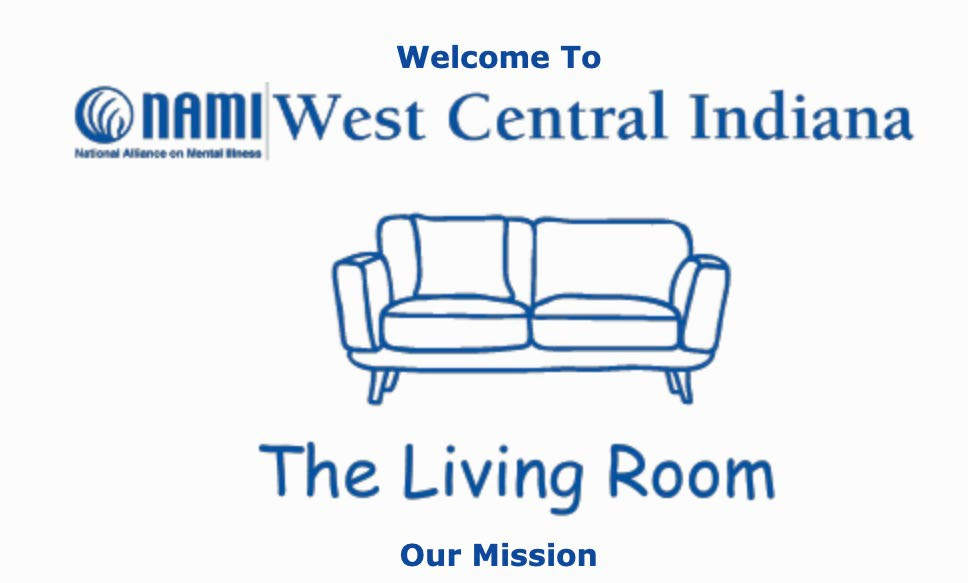 Welcome To
NAMI West Central Indiana
National Alliance on Mental Illness
The Living Room
Our Mission